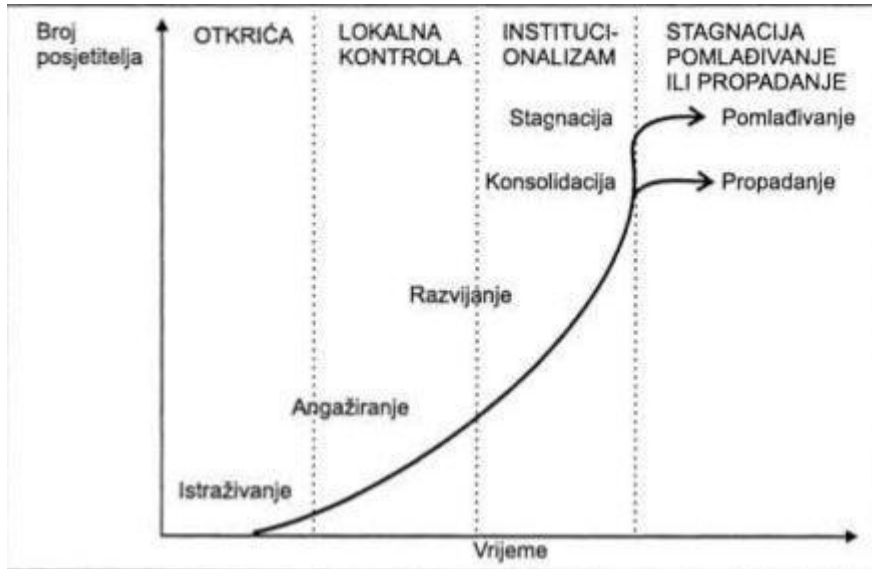 Broj
posjetitelja
OTKRIĆA
LOKALNA
KONTROLA
INSTITUCI-
ONALIZAM
STAGNACIJA
POMLAĐIVANJE
ILI PROPADANJE
Stagnacija
Pomlađivanje
Konsolidacija
Propadanje
Razvijanje
Angažiranje
Istraživanje
Vrijeme